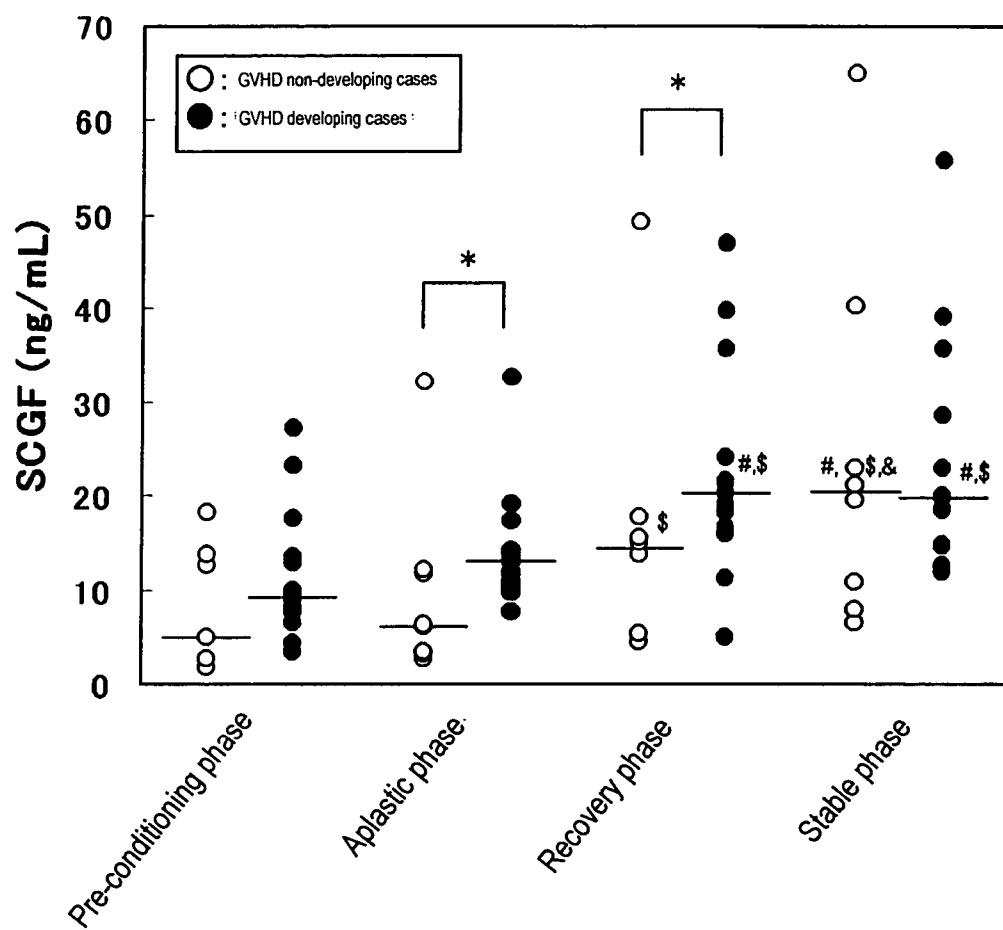 70
60
50
40
30
20
10
0
SCGF (ng/mL)
○ : GVHD non-developing cases
● : GVHD developing cases
*
*
$
#,$
#, $,&
#,$
Pre-conditioning phase
Aplastic phase
Recovery phase
Stable phase